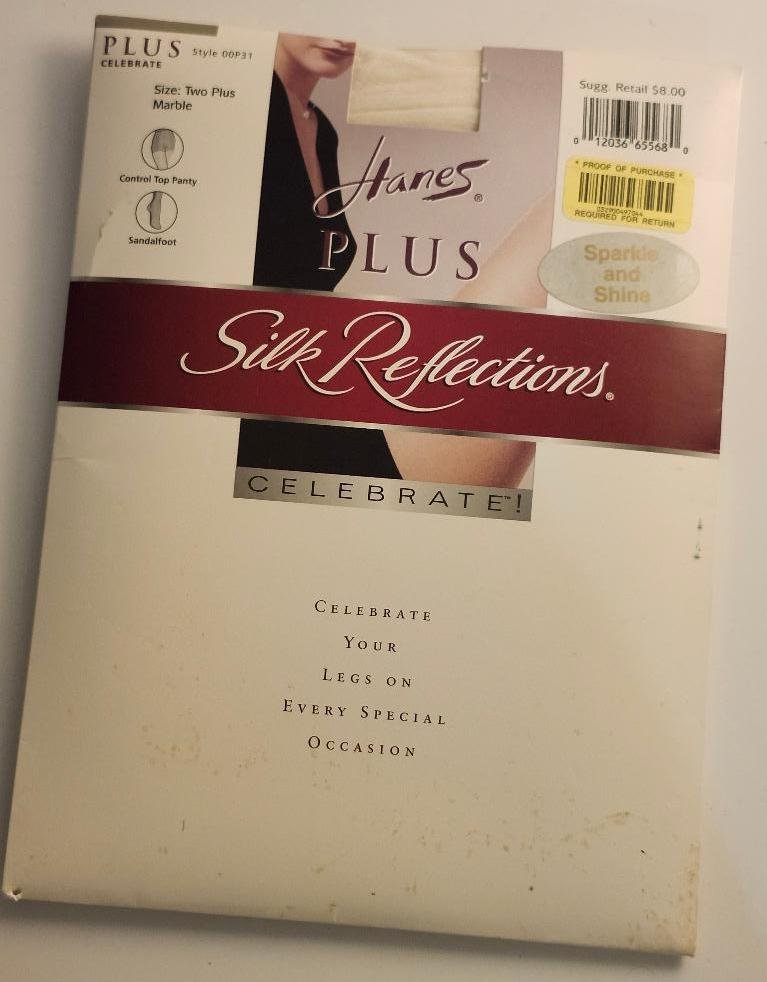 PLUS Style 00P31
CELEBRATE
Size: Two Plus
Marble
Control Top Panty
Sandalfoot
Hanes®
PLUS
Sugg. Retail $8.00
0 12036 65568 0
* PROOF OF PURCHASE *
REQUIRED FOR RETURN
Sparkle
and
Shine
Silk Reflections®
CELEBRATE™!
CELEBRATE
YOUR
LEGS ON
EVERY SPECIAL
OCCASION